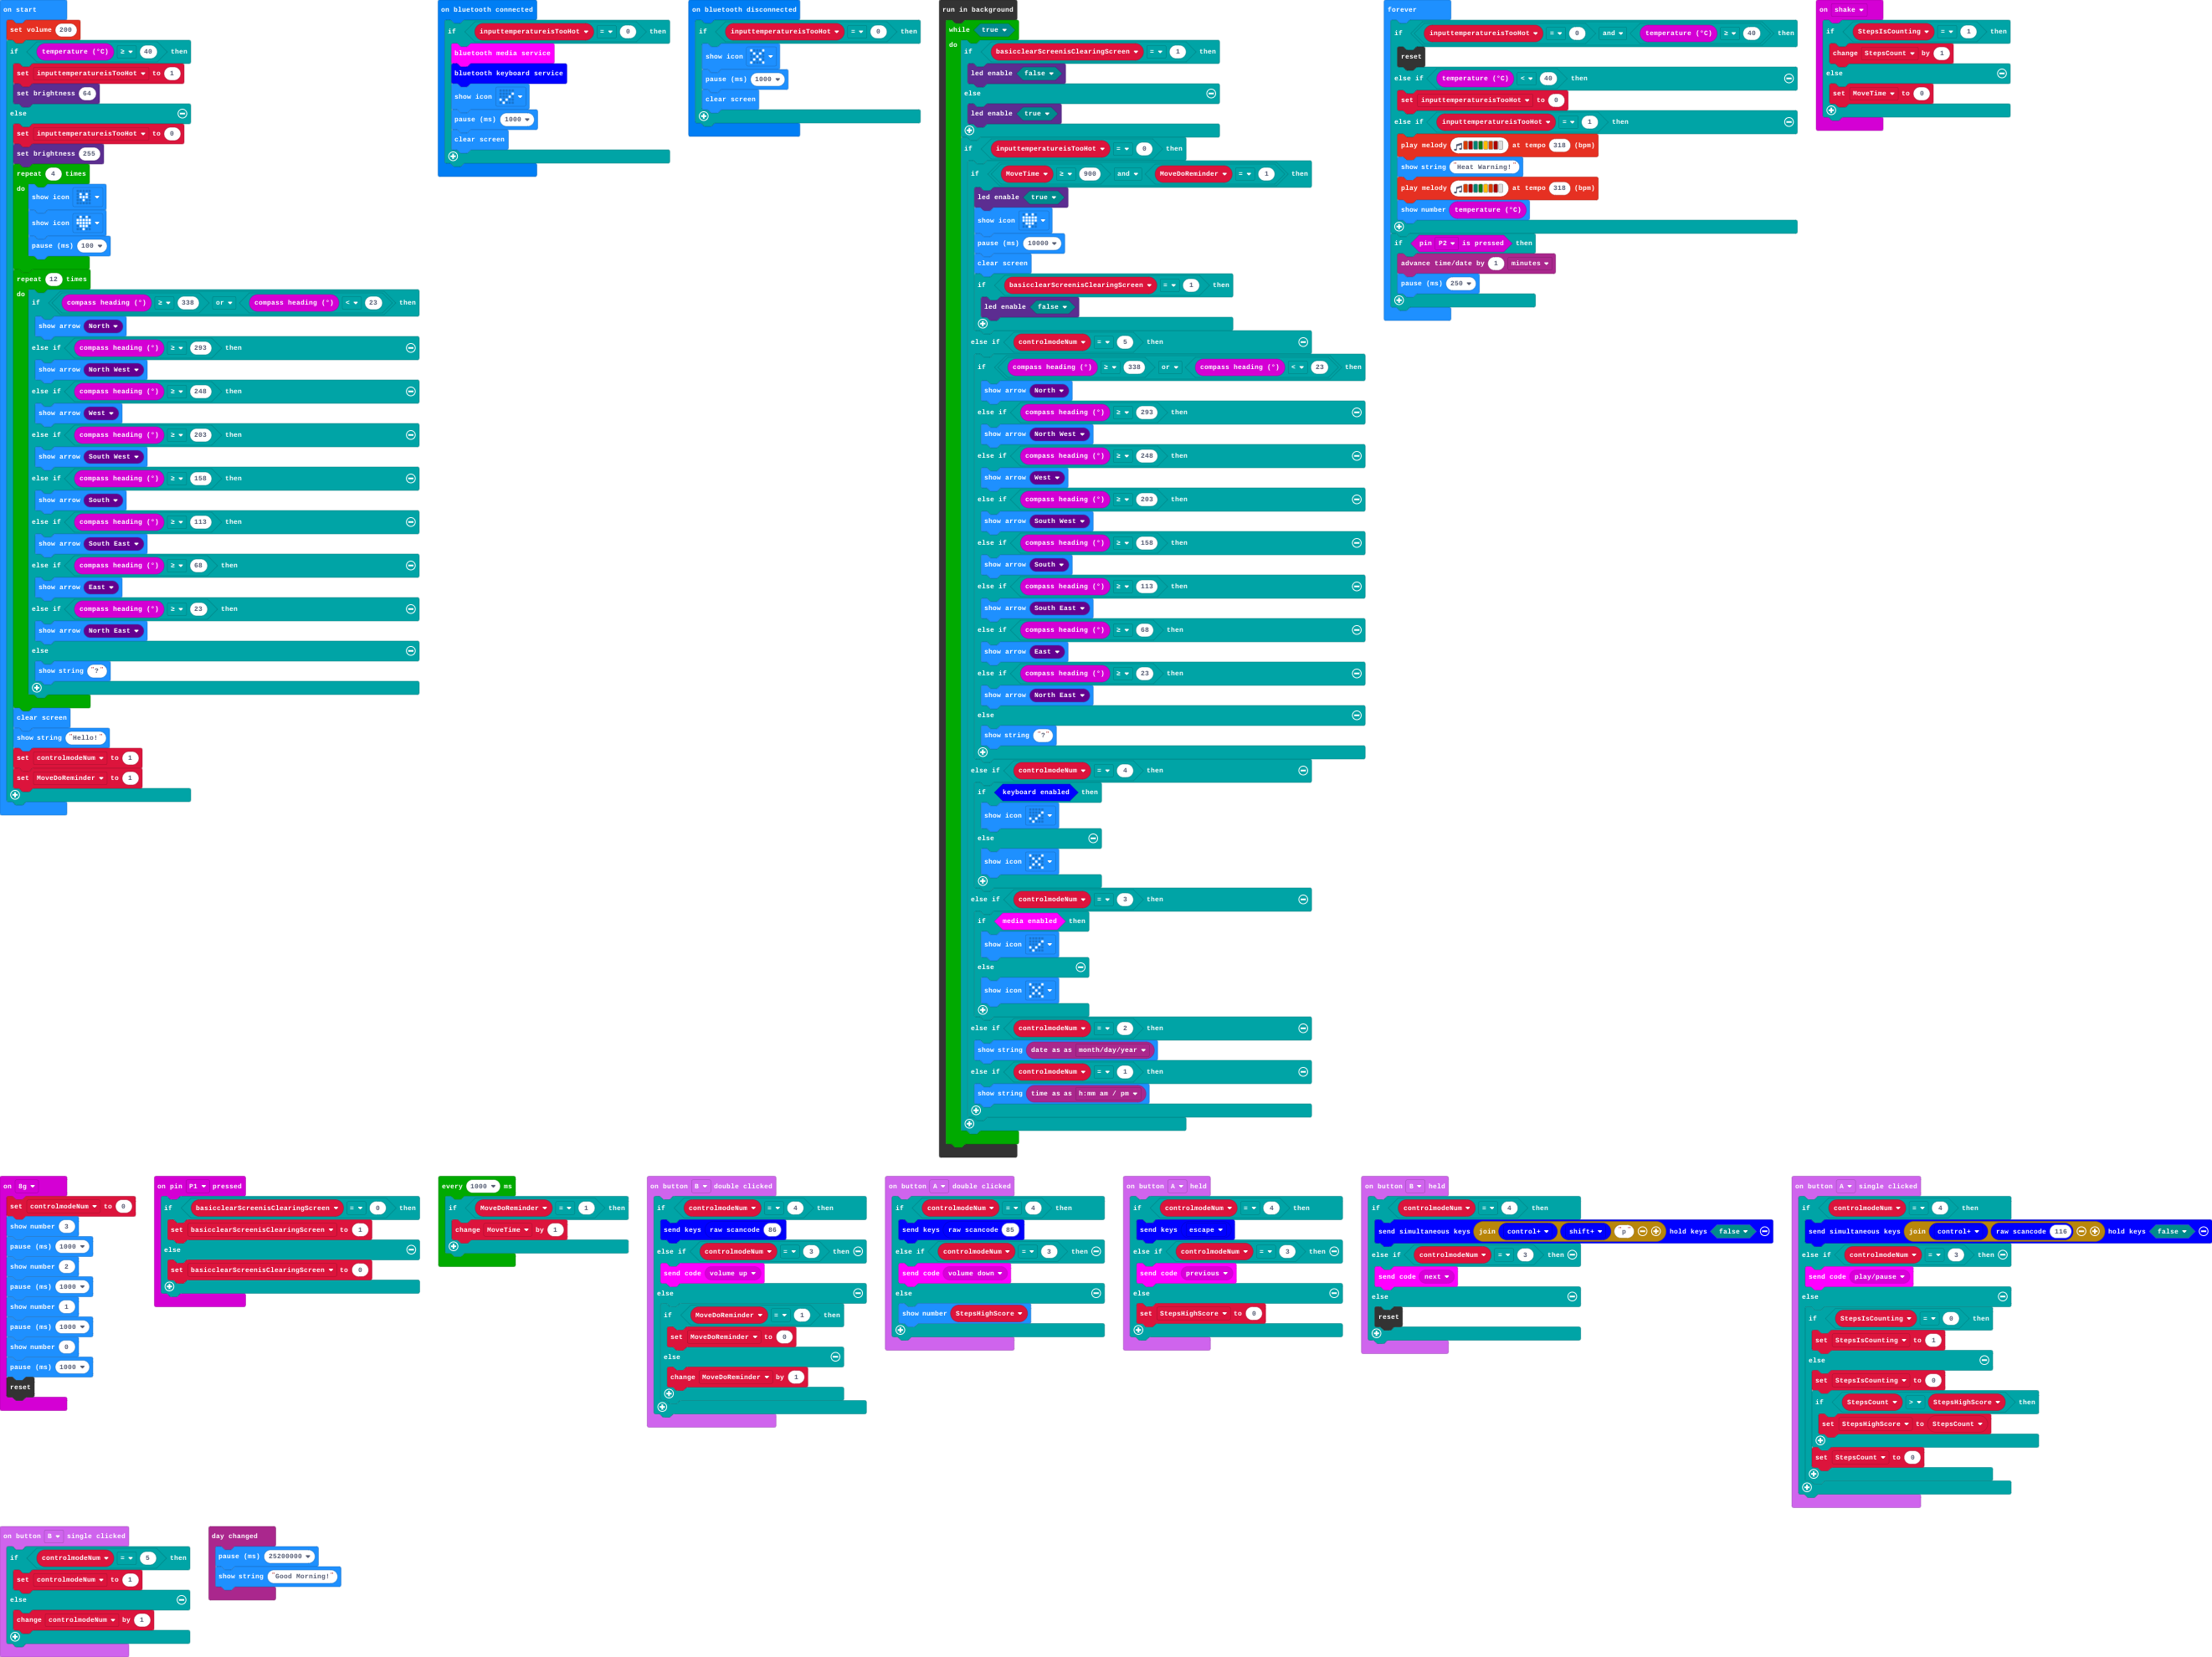 on start
set volume 200
if temperature (°C) ≥ 40 then
set inputtemperatureisTooHot to 1
set brightness 64
else
set inputtemperatureisTooHot to 0
set brightness 255
repeat 4 times
do show icon
show icon
pause (ms) 100
repeat 12 times
do if compass heading (°) ≥ 338 or compass heading (°) < 23 then
show arrow North
else if compass heading (°) ≥ 293 then
show arrow North West
else if compass heading (°) ≥ 248 then
show arrow West
else if compass heading (°) ≥ 203 then
show arrow South West
else if compass heading (°) ≥ 158 then
show arrow South
else if compass heading (°) ≥ 113 then
show arrow South East
else if compass heading (°) ≥ 68 then
show arrow East
else if compass heading (°) ≥ 23 then
show arrow North East
else
show string "?"
clear screen
show string "Hello!"
set controlmodeNum to 1
set MoveDoReminder to 1
on bluetooth connected
if inputtemperatureisTooHot = 0 then
bluetooth media service
bluetooth keyboard service
show icon
pause (ms) 1000
clear screen
on bluetooth disconnected
if inputtemperatureisTooHot = 0 then
show icon
pause (ms) 1000
clear screen
run in background
while true
do if basicclearScreenisClearingScreen = 1 then
led enable false
else
led enable true
if inputtemperatureisTooHot = 0 then
if MoveTime ≥ 900 and MoveDoReminder = 1 then
led enable true
show icon
pause (ms) 10000
clear screen
if basicclearScreenisClearingScreen = 1 then
led enable false
else if controlmodeNum = 5 then
if compass heading (°) ≥ 338 or compass heading (°) < 23 then
show arrow North
else if compass heading (°) ≥ 293 then
show arrow North West
else if compass heading (°) ≥ 248 then
show arrow West
else if compass heading (°) ≥ 203 then
show arrow South West
else if compass heading (°) ≥ 158 then
show arrow South
else if compass heading (°) ≥ 113 then
show arrow South East
else if compass heading (°) ≥ 68 then
show arrow East
else if compass heading (°) ≥ 23 then
show arrow North East
else
show string "?"
else if controlmodeNum = 4 then
if keyboard enabled then
show icon
else
show icon
else if controlmodeNum = 3 then
if media enabled then
show icon
else
show icon
else if controlmodeNum = 2 then
show string date as as month/day/year
else if controlmodeNum = 1 then
show string time as as h:mm am / pm
forever
if inputtemperatureisTooHot = 0 and temperature (°C) ≥ 40 then
reset
else if temperature (°C) < 40 then
set inputtemperatureisTooHot to 0
else if inputtemperatureisTooHot = 1 then
play melody at tempo 318 (bpm)
show string "Heat Warning!"
play melody at tempo 318 (bpm)
show number temperature (°C)
if pin P2 is pressed then
advance time/date by 1 minutes
pause (ms) 250
on shake
if StepsIsCounting = 1 then
change StepsCount by 1
else
set MoveTime to 0
on 8g
set controlmodeNum to 0
show number 3
pause (ms) 1000
show number 2
pause (ms) 1000
show number 1
pause (ms) 1000
show number 0
pause (ms) 1000
reset
on pin P1 pressed
if basicclearScreenisClearingScreen = 0 then
set basicclearScreenisClearingScreen to 1
else
set basicclearScreenisClearingScreen to 0
every 1000 ms
if MoveDoReminder = 1 then
change MoveTime by 1
on button B double clicked
if controlmodeNum = 4 then
send keys raw scancode 86
else if controlmodeNum = 3 then
send code volume up
else
if MoveDoReminder = 1 then
set MoveDoReminder to 0
else
change MoveDoReminder by 1
on button A double clicked
if controlmodeNum = 4 then
send keys raw scancode 85
else if controlmodeNum = 3 then
send code volume down
else
show number StepsHighScore
on button A held
if controlmodeNum = 4 then
send keys escape
else if controlmodeNum = 3 then
send code previous
else
set StepsHighScore to 0
on button B held
if controlmodeNum = 4 then
send simultaneous keys join control+ shift+ "p" hold keys false
else if controlmodeNum = 3 then
send code next
else
reset
on button A single clicked
if controlmodeNum = 4 then
send simultaneous keys join control+ raw scancode 116 hold keys false
else if controlmodeNum = 3 then
send code play/pause
else
if StepsIsCounting = 0 then
set StepsIsCounting to 1
else
set StepsIsCounting to 0
if StepsCount > StepsHighScore then
set StepsHighScore to StepsCount
set StepsCount to 0
on button B single clicked
if controlmodeNum = 5 then
set controlmodeNum to 1
else
change controlmodeNum by 1
day changed
pause (ms) 25200000
show string "Good Morning!"